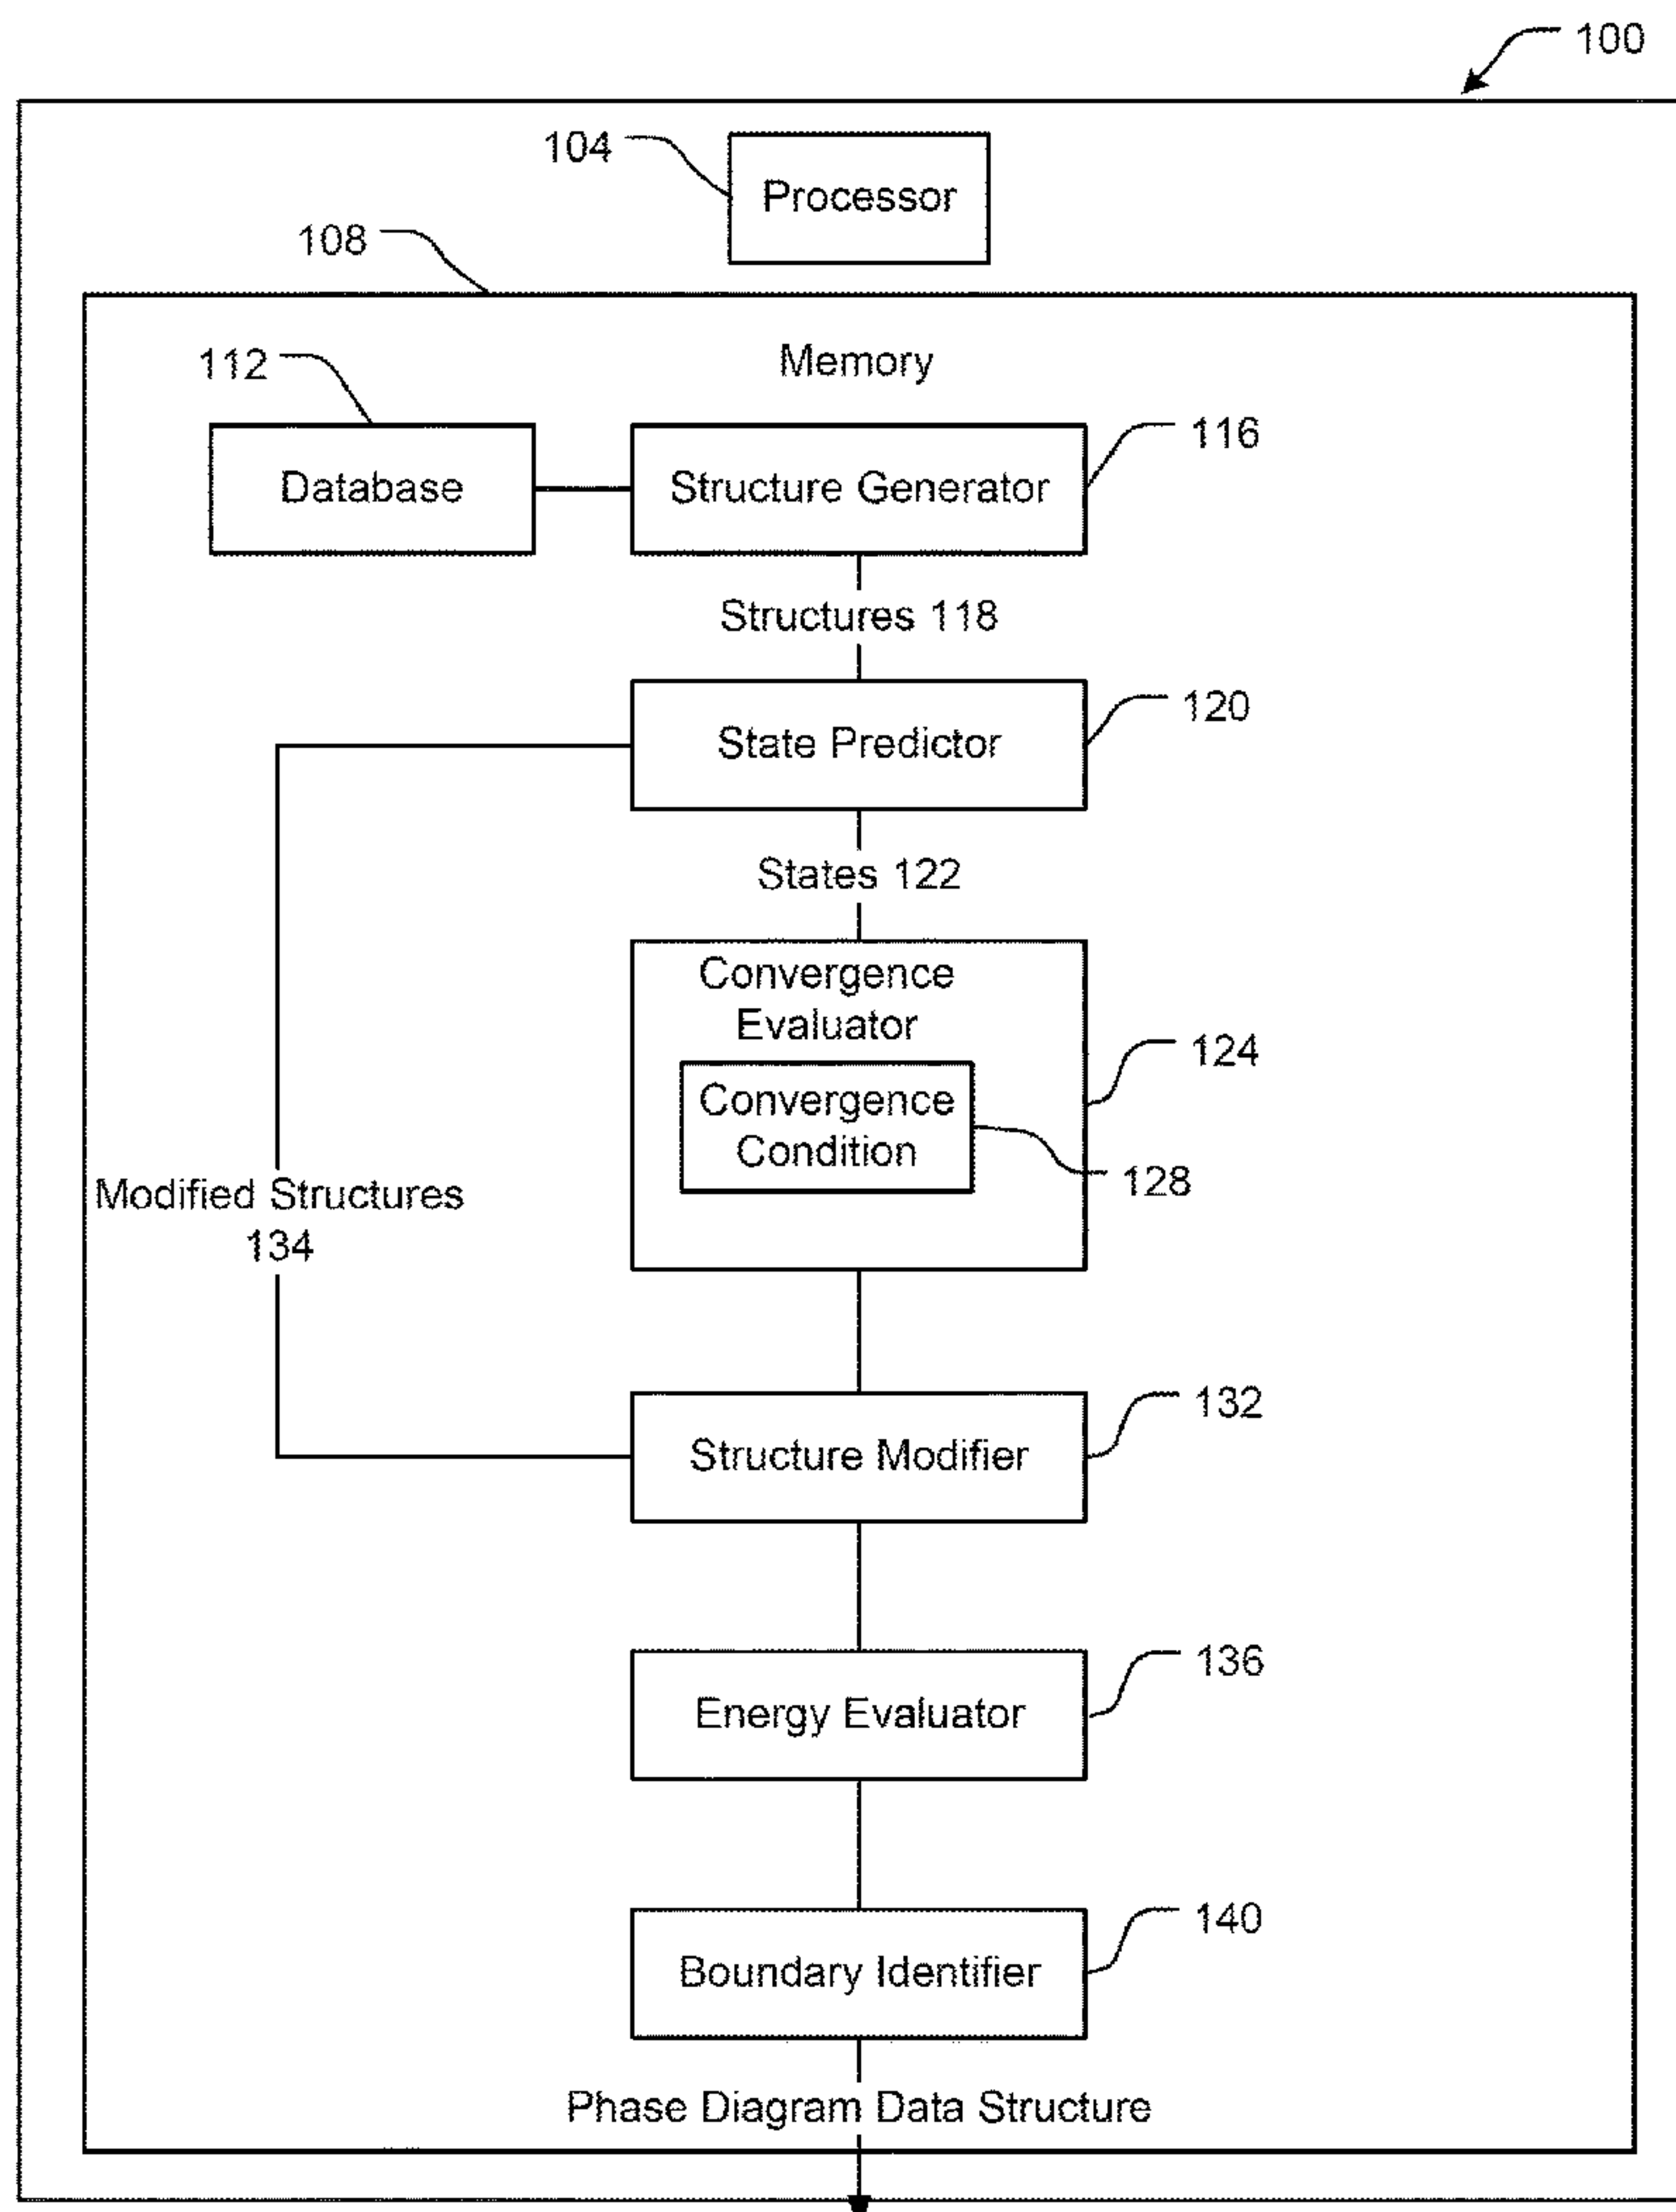 100
104
Processor
108
Memory
112
116
Database
Structure Generator
Structures 118
120
State Predictor
States 122
Convergence
Evaluator
124
Convergence
Condition
128
Modified Structures
134
132
Structure Modifier
136
Energy Evaluator
140
Boundary Identifier
Phase Diagram Data Structure